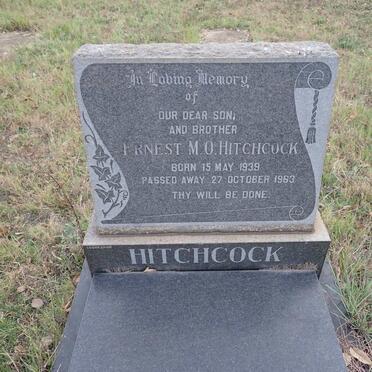 In Loving Memory
of
OUR DEAR SON,
AND BROTHER
ERNEST M.O. HITCHCOCK
BORN 15 MAY 1939
PASSED AWAY 27 OCTOBER 1963
THY WILL BE DONE
HITCHCOCK